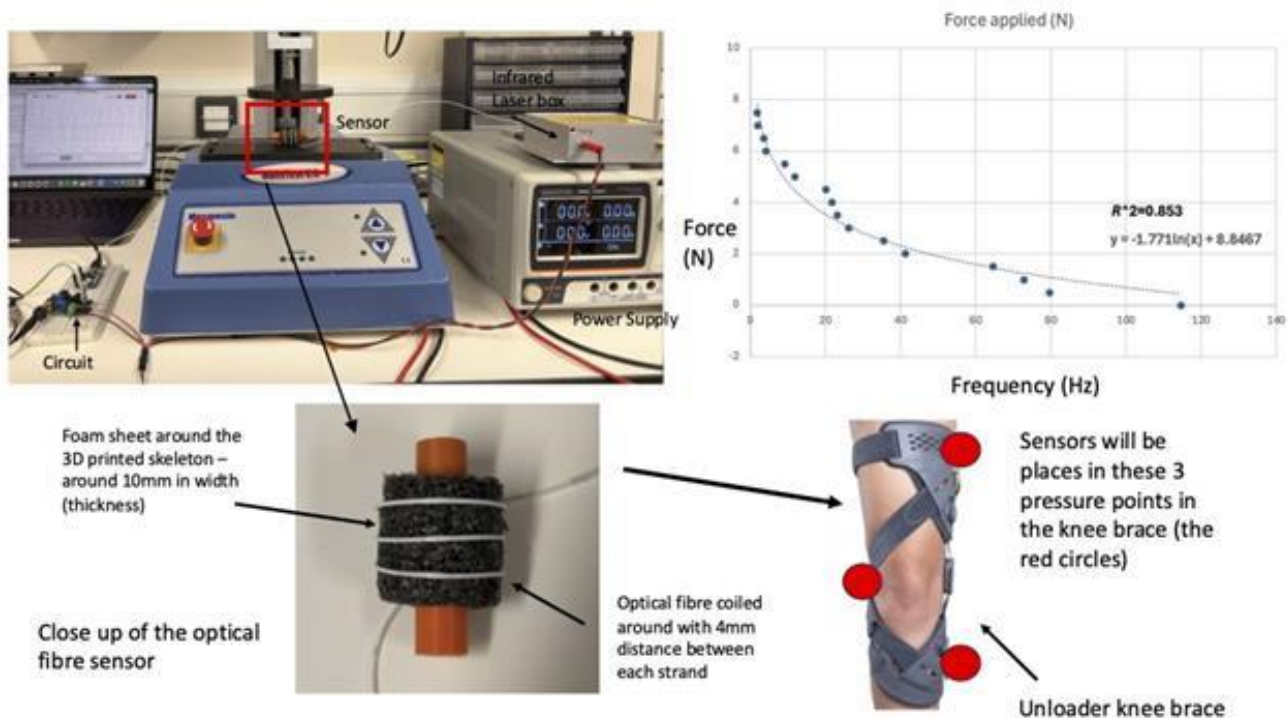 Infrared
Laser box
Sensor
Circuit
Power Supply
Force applied (N)
10
8
6
4
2
0
-2
0
20
40
60
80
100
120
140
R^2=0.853
y = -1.771ln(x) + 8.8467
Force
(N)
Frequency (Hz)
Foam sheet around the
3D printed skeleton –
around 10mm in width
(thickness)
Close up of the optical
fibre sensor
Optical fibre coiled
around with 4mm
distance between
each strand
Sensors will be
places in these 3
pressure points in
the knee brace (the
red circles)
Unloader knee brace